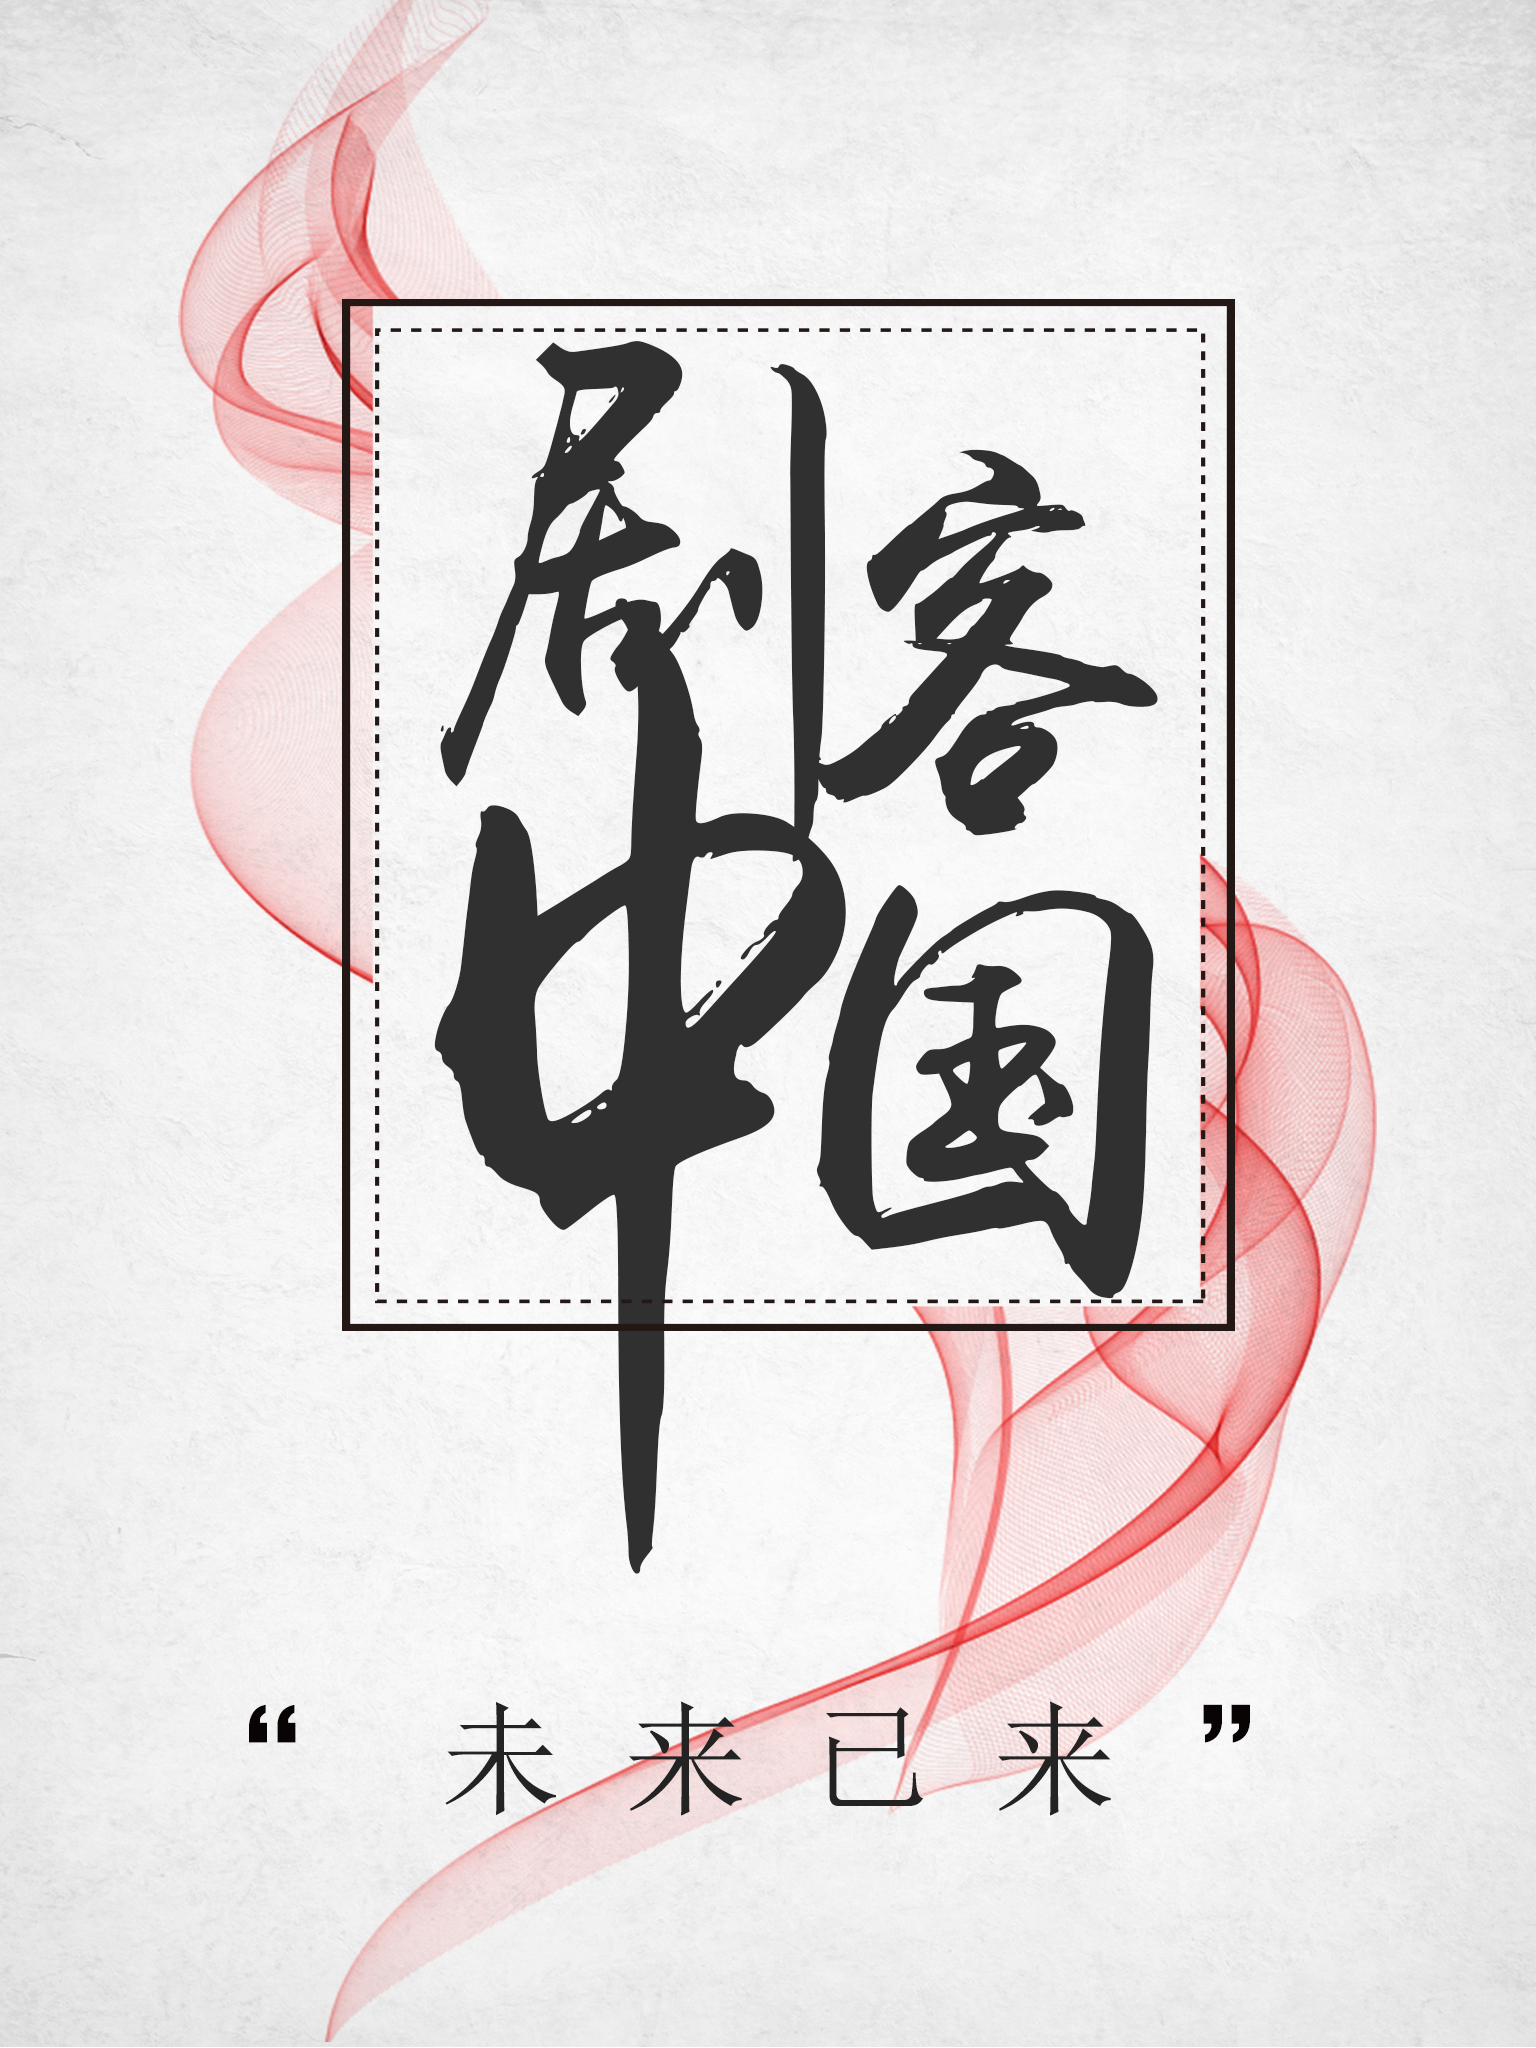 剧客
中国
“ 未来已来 ”